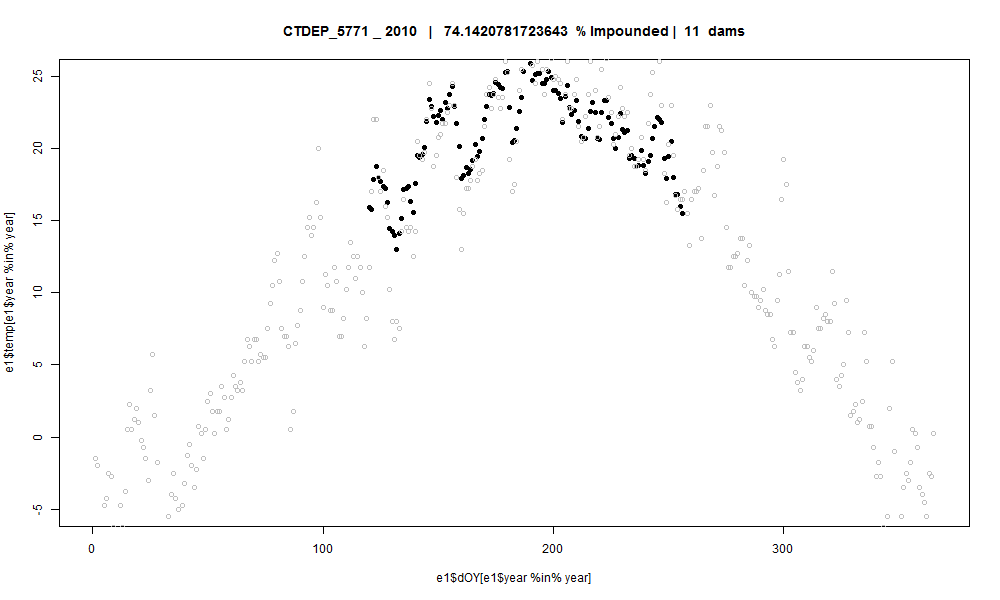 CTDEP_5771 _ 2010 | 74.1420781723643 % Impounded | 11 dams
e1$temp[e1$year %in% year]
25
20
15
10
5
0
-5
0 100 200 300
e1$dOY[e1$year %in% year]